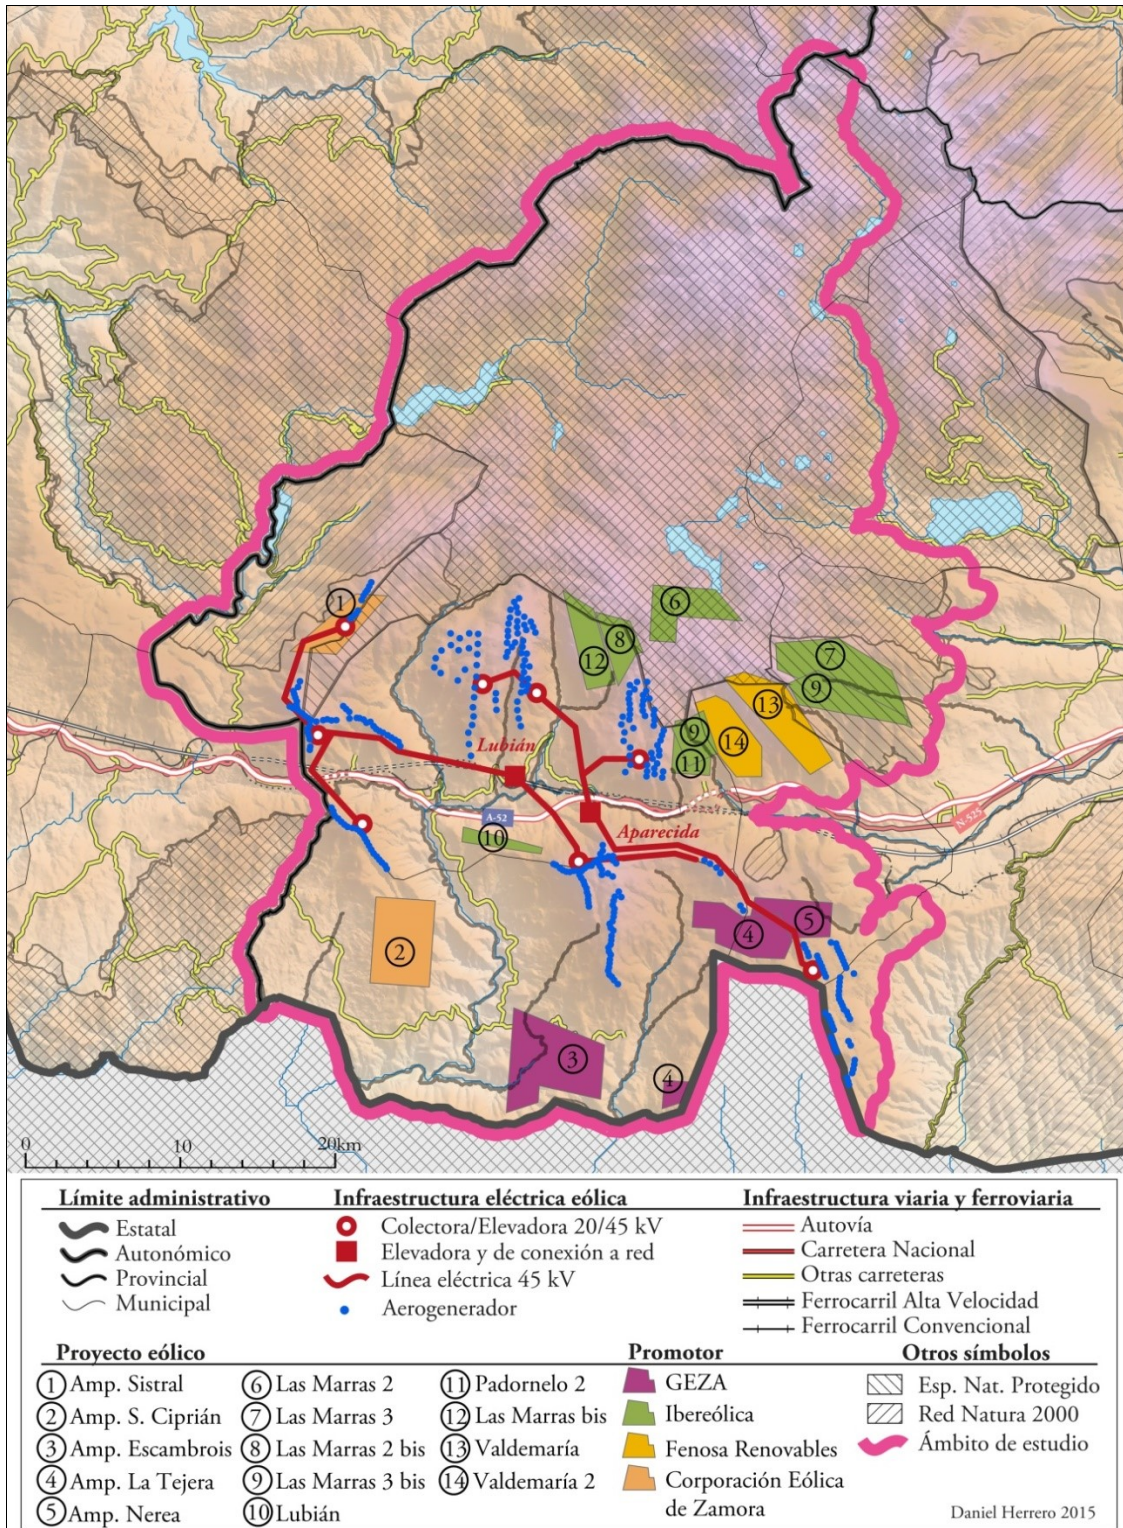 1
6
8
12
7
9
13
9
14
11
Lubián
A-52
N-525
Aparecida
10
5
4
2
3
4
0 10 20km
Límite administrativo
Estatal
Autonómico
Provincial
Municipal
Infraestructura eléctrica eólica
Colectora/Elevadora 20/45 kV
Elevadora y de conexión a red
Línea eléctrica 45 kV
Aerogenerador
Infraestructura viaria y ferroviaria
Autovía
Carretera Nacional
Otras carreteras
Ferrocarril Alta Velocidad
Ferrocarril Convencional
Proyecto eólico
1 Amp. Sistral
2 Amp. S. Ciprián
3 Amp. Escambrois
4 Amp. La Tejera
5 Amp. Nerea
6 Las Marras 2
7 Las Marras 3
8 Las Marras 2 bis
9 Las Marras 3 bis
10 Lubián
11 Padornelo 2
12 Las Marras bis
13 Valdemaría
14 Valdemaría 2
Promotor
GEZA
Ibereólica
Fenosa Renovables
Corporación Eólica
de Zamora
Otros símbolos
Esp. Nat. Protegido
Red Natura 2000
Ámbito de estudio
Daniel Herrero 2015